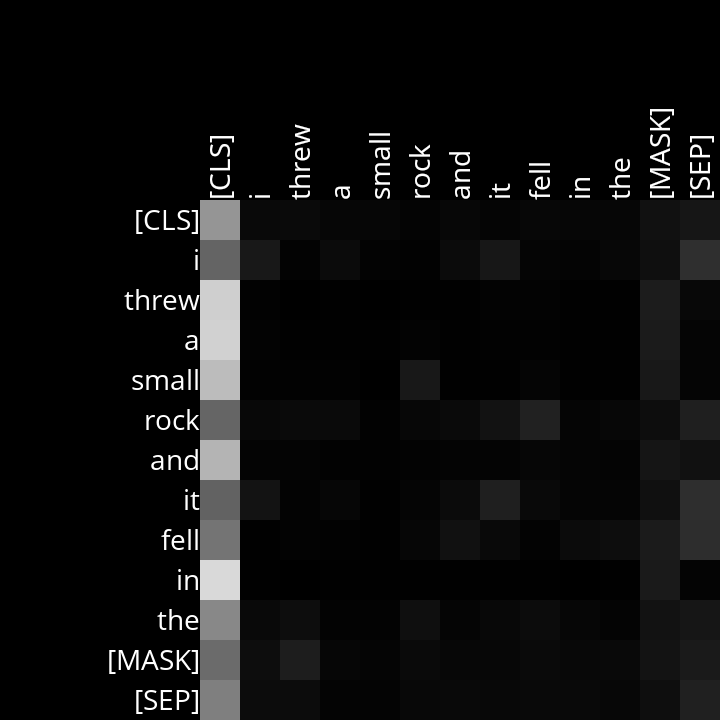 [CLS] i threw a small rock and it fell in the [MASK] [SEP]
[CLS]
i
threw
a
small
rock
and
it
fell
in
the
[MASK]
[SEP]